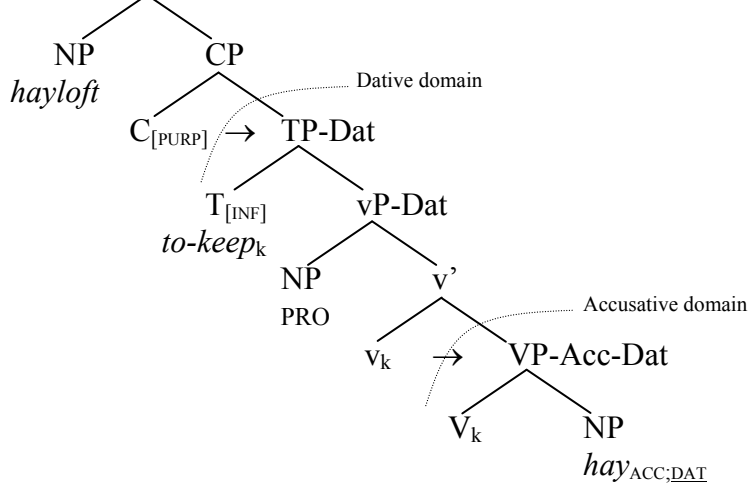 NP CP
hayloft
Dative domain
C[PURP] → TP-Dat
T[INF] vP-Dat
to-keepk
NP v’
PRO
Accusative domain
vk → VP-Acc-Dat
Vk NP
hayACC;DAT